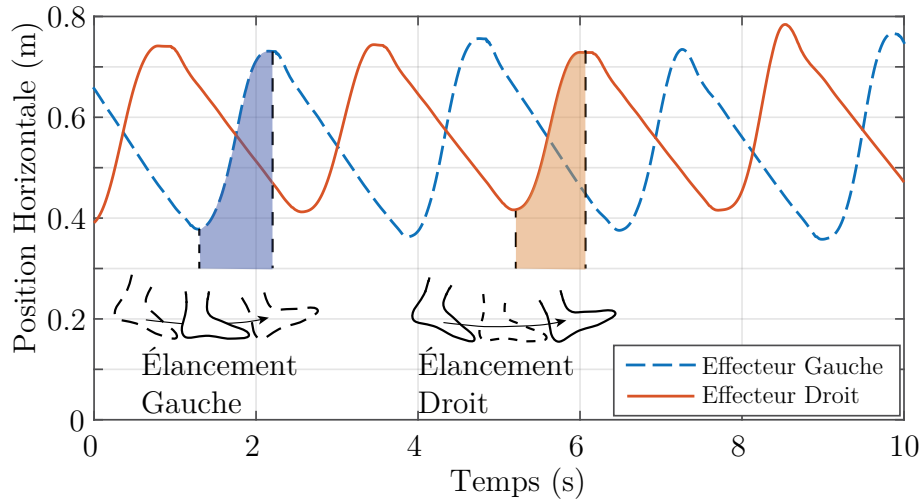 Position Horizontale (m)
0.8
0.6
0.4
0.2
0
Élancement
Gauche
Élancement
Droit
Effecteur Gauche
Effecteur Droit
0 2 4 6 8 10
Temps (s)